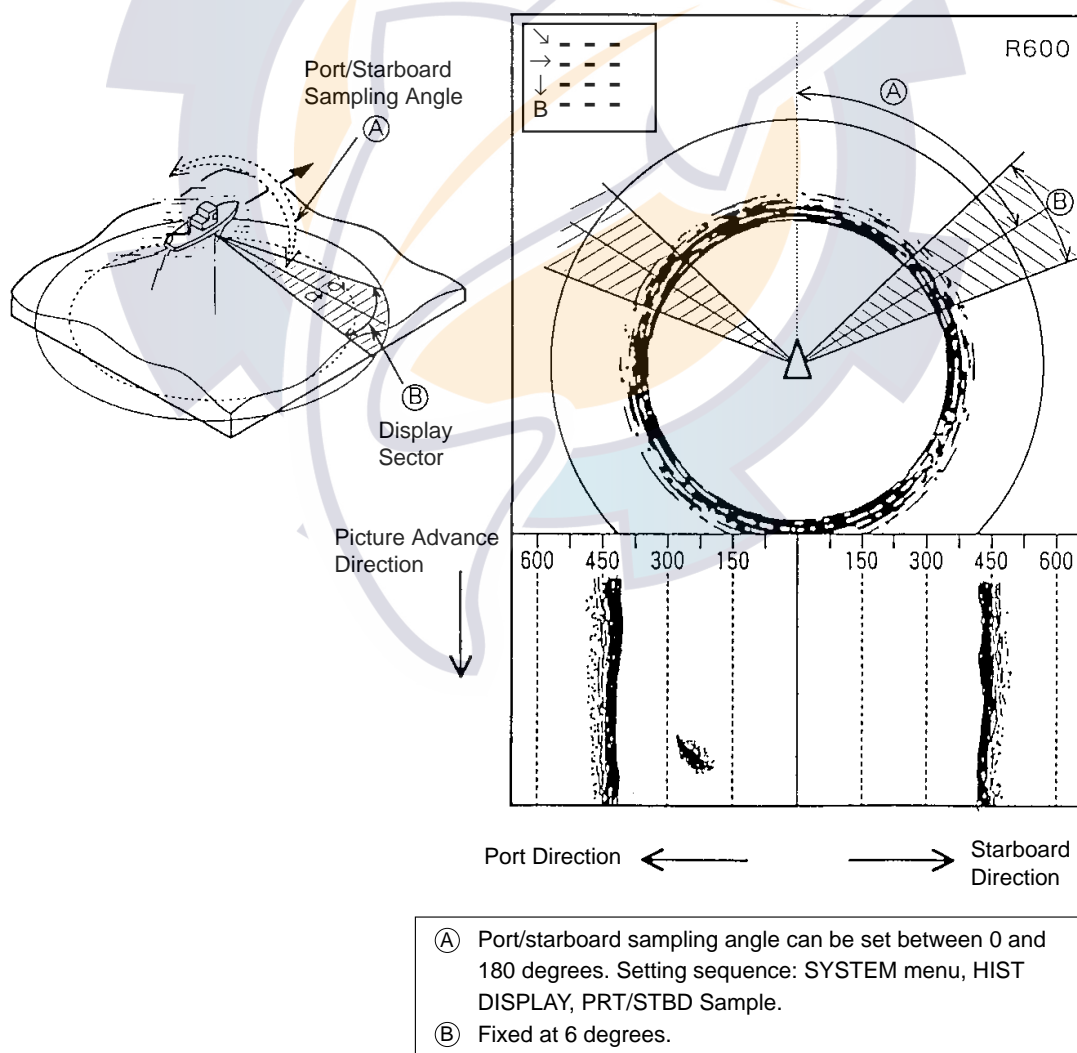 Port/Starboard
Sampling Angle
A
B
Display
Sector
Picture Advance
Direction
↘ - - -
→ - - -
↓ - - -
B - - -
R600
A
B
600 450 300 150 150 300 450 600
Port Direction
Starboard
Direction
A Port/starboard sampling angle can be set between 0 and
180 degrees. Setting sequence: SYSTEM menu, HIST
DISPLAY, PRT/STBD Sample.
B Fixed at 6 degrees.